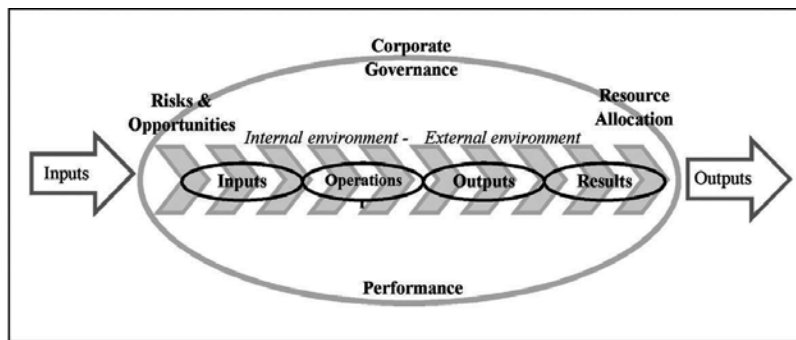 Corporate
Governance
Risks &
Opportunities
Resource
Allocation
Internal environment - External environment
Inputs
Inputs
Operations
Outputs
Results
Outputs
Performance